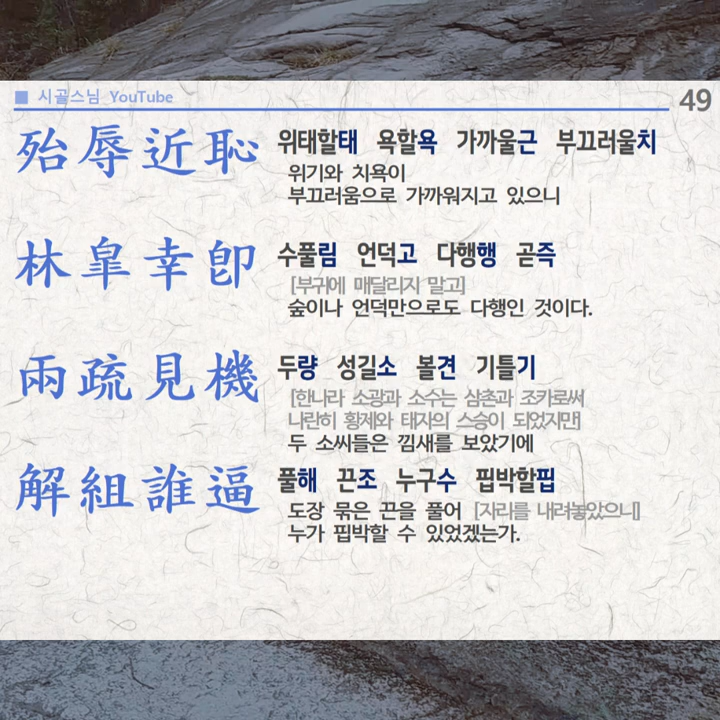 ■ 시골스님 YouTube
49
殆辱近恥 위태할태 욕할욕 가까울근 부끄러울치
위기와 치욕이
부끄러움으로 가까워지고 있으니
林皐幸卽 수풀림 언덕고 다행행 곧즉
[부귀에 매달리지 말고]
숲이나 언덕만으로도 다행인 것이다.
兩疏見機 두량 성길소 볼견 기틀기
[한나라 소광과 소수는 삼촌과 조카로써
나란히 황제와 태자의 스승이 되었지만]
두 소씨들은 낌새를 보았기에
解組誰逼 풀해 끈조 누구수 핍박할핍
도장 묶은 끈을 풀어 [자리를 내려놓았으니]
누가 핍박할 수 있었겠는가.